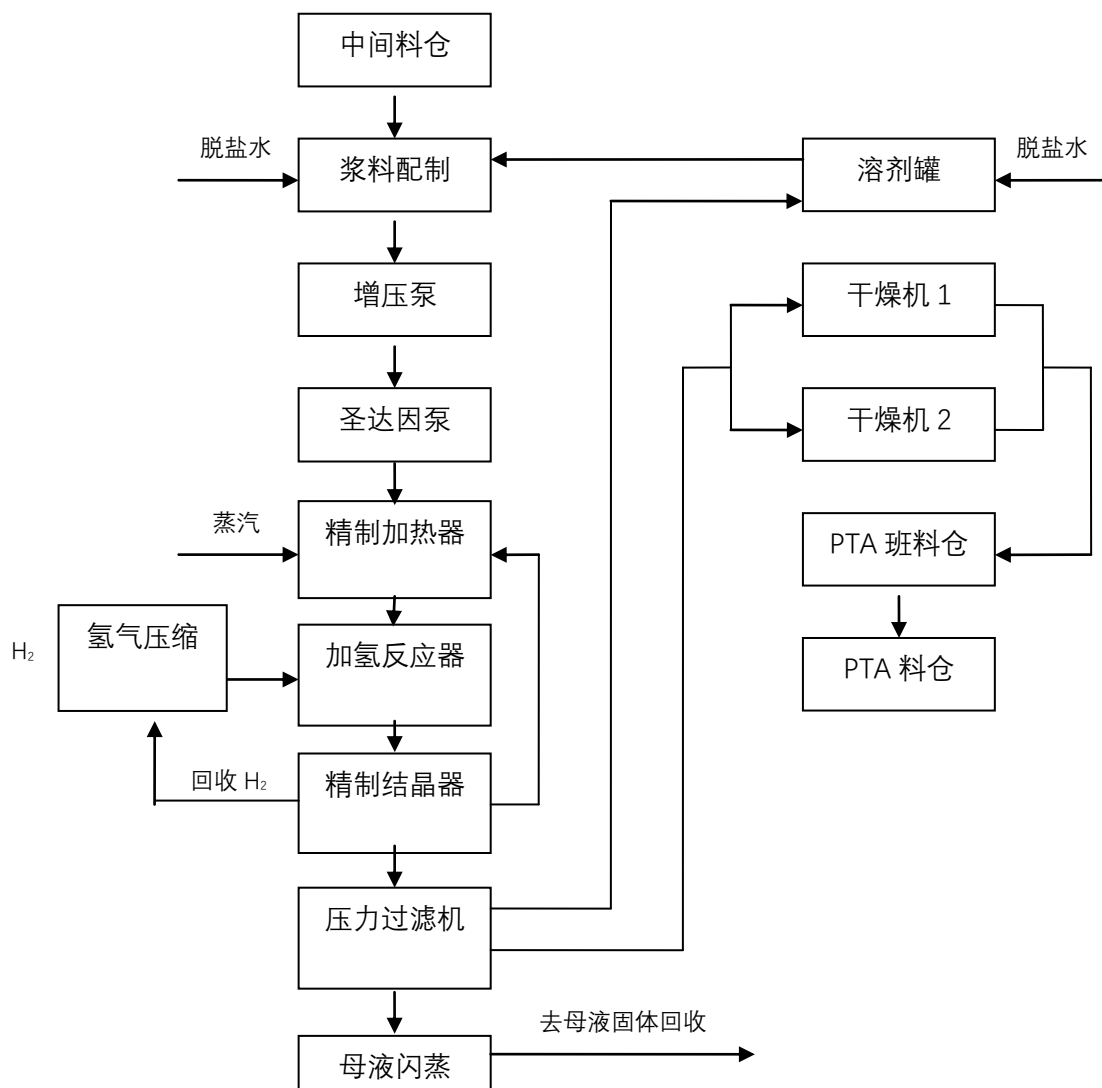 中间料仓
脱盐水
浆料配制
溶剂罐
脱盐水
增压泵
干燥机 1
圣达因泵
干燥机 2
蒸汽
精制加热器
PTA 班料仓
H₂
氢气压缩
加氢反应器
PTA 料仓
回收 H₂
精制结晶器
压力过滤机
去母液固体回收
母液闪蒸